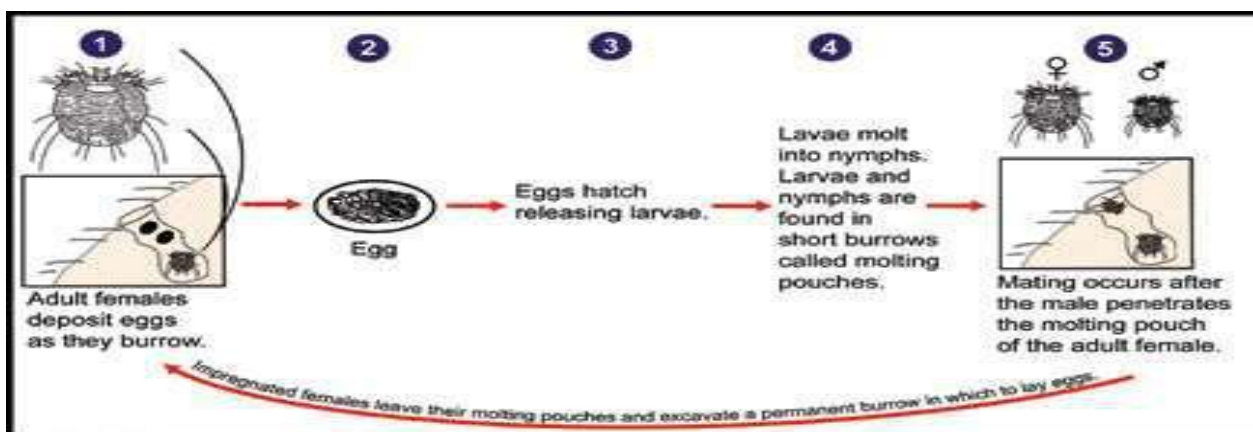 1
2
3
4
5
♀
♂
Adult females
deposit eggs
as they burrow.
Egg
Eggs hatch
releasing larvae.
Lavae molt
into nymphs.
Larvae and
nymphs are
found in
short burrows
called molting
pouches.
Mating occurs after
the male penetrates
the molting pouch
of the adult female.
Impregnated females leave their molting pouches and excavate a permanent burrow in which to lay eggs.